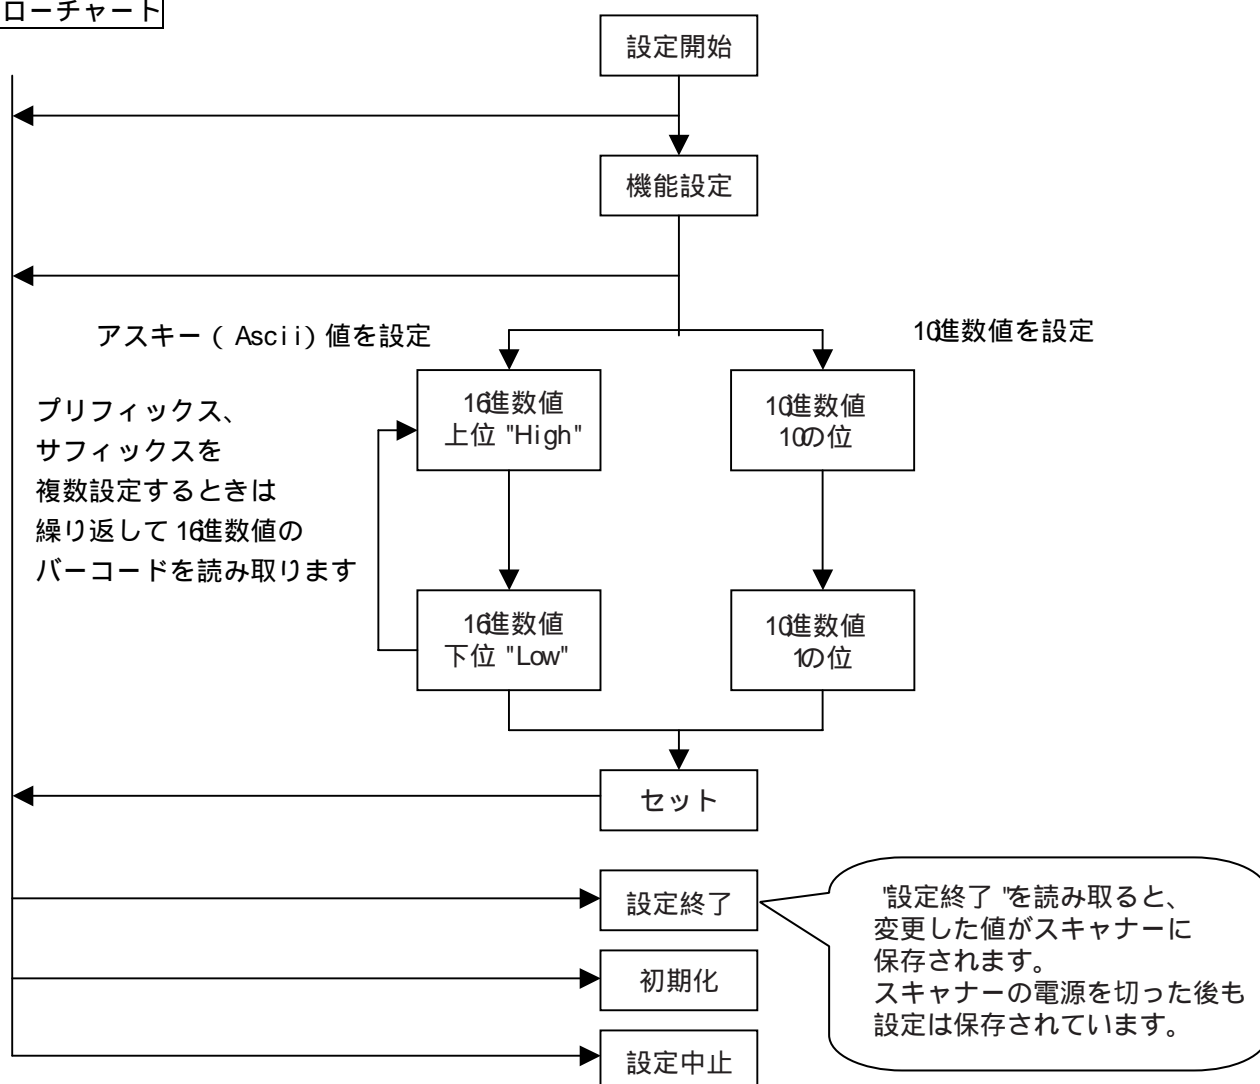 ローチャート
設定開始
機能設定
アスキー ( Ascii) 値を設定
10進数値を設定
プリフィックス、
サフィックスを
複数設定するときは
繰り返して 16進数値の
バーコードを読み取ります
16進数値
上位 "High"
10進数値
10の位
16進数値
下位 "Low"
10進数値
1の位
セット
設定終了
"設定終了 "を読み取ると、
変更した値がスキャナーに
保存されます。
スキャナーの電源を切った後も
設定は保存されています。
初期化
設定中止